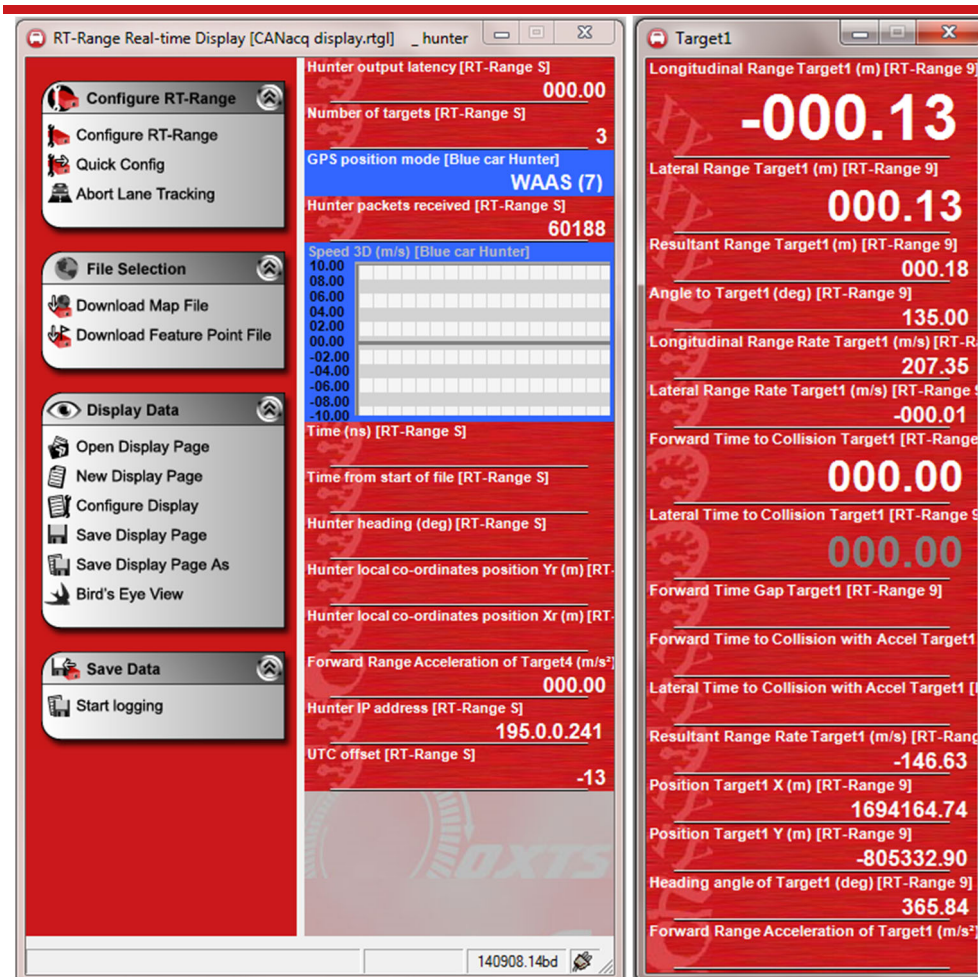 RT-Range Real-time Display [CANacq display.rtgl] _ hunter
Configure RT-Range
Configure RT-Range
Quick Config
Abort Lane Tracking
File Selection
Download Map File
Download Feature Point File
Display Data
Open Display Page
New Display Page
Configure Display
Save Display Page
Save Display Page As
Bird's Eye View
Save Data
Start logging
Hunter output latency [RT-Range S]
000.00
Number of targets [RT-Range S]
3
GPS position mode [Blue car Hunter]
WAAS (7)
Hunter packets received [RT-Range S]
60188
Speed 3D (m/s) [Blue car Hunter]
10.00
08.00
06.00
04.00
02.00
00.00
-02.00
-04.00
-06.00
-08.00
-10.00
Time (ns) [RT-Range S]
Time from start of file [RT-Range S]
Hunter heading (deg) [RT-Range S]
Hunter local co-ordinates position Yr (m) [RT-
Hunter local co-ordinates position Xr (m) [RT-
Forward Range Acceleration of Target4 (m/s²)
000.00
Hunter IP address [RT-Range S]
195.0.0.241
UTC offset [RT-Range S]
-13
OXTS
140908.14bd
Target1
Longitudinal Range Target1 (m) [RT-Range 9]
-000.13
Lateral Range Target1 (m) [RT-Range 9]
000.13
Resultant Range Target1 (m) [RT-Range 9]
000.18
Angle to Target1 (deg) [RT-Range 9]
135.00
Longitudinal Range Rate Target1 (m/s) [RT-R
207.35
Lateral Range Rate Target1 (m/s) [RT-Range 9
-000.01
Forward Time to Collision Target1 [RT-Range
000.00
Lateral Time to Collision Target1 [RT-Range 9
000.00
Forward Time Gap Target1 [RT-Range 9]
Forward Time to Collision with Accel Target1
Lateral Time to Collision with Accel Target1 [
Resultant Range Rate Target1 (m/s) [RT-Rang
-146.63
Position Target1 X (m) [RT-Range 9]
1694164.74
Position Target1 Y (m) [RT-Range 9]
-805332.90
Heading angle of Target1 (deg) [RT-Range 9]
365.84
Forward Range Acceleration of Target1 (m/s²)